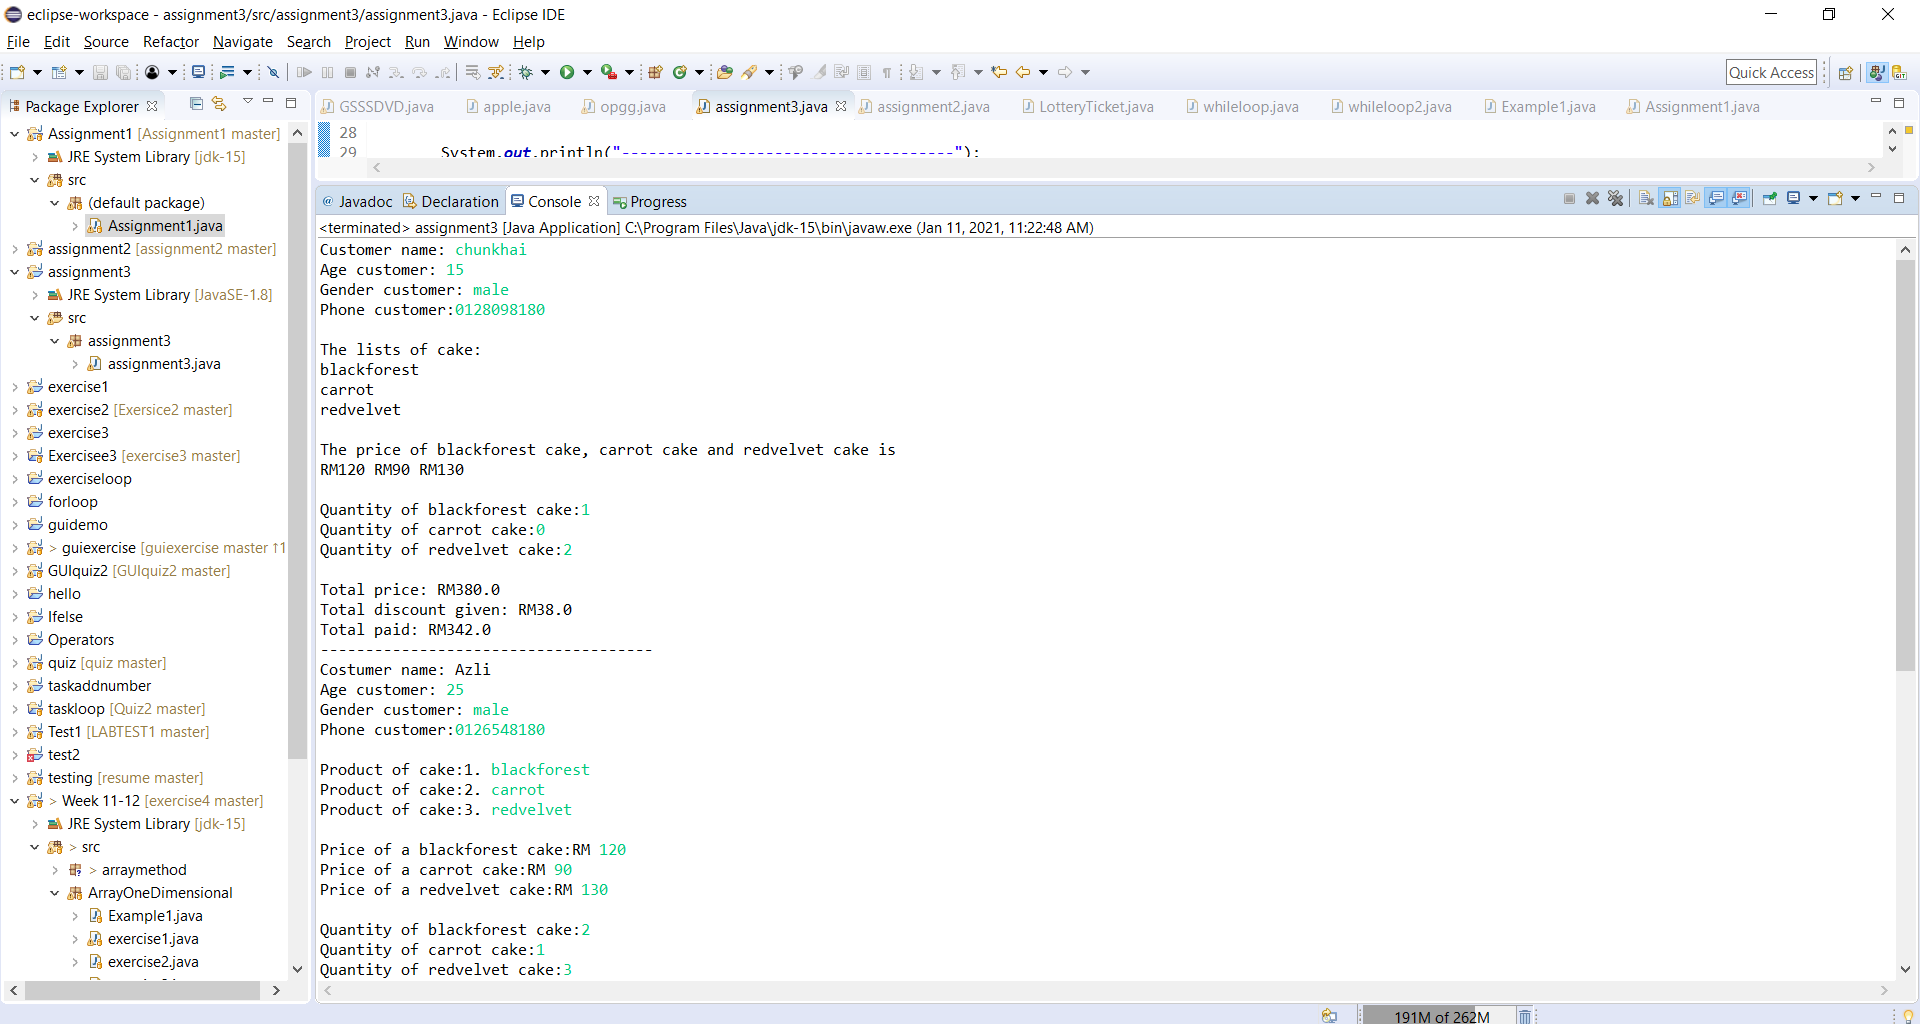 eclipse-workspace - assignment3/src/assignment3/assignment3.java - Eclipse IDE
File Edit Source Refactor Navigate Search Project Run Window Help
Quick Access
Package Explorer
GSSSDVD.java apple.java opgg.java assignment3.java assignment2.java LotteryTicket.java whileloop.java whileloop2.java Example1.java Assignment1.java
Assignment1 [Assignment1 master]
JRE System Library [jdk-15]
src
(default package)
Assignment1.java
assignment2 [assignment2 master]
assignment3
JRE System Library [JavaSE-1.8]
src
assignment3
assignment3.java
exercise1
exercise2 [Exersice2 master]
exercise3
Exercisee3 [exercise3 master]
exerciseloop
forloop
guidemo
> guiexercise [guiexercise master ↑1
GUIquiz2 [GUIquiz2 master]
hello
Ifelse
Operators
quiz [quiz master]
taskaddnumber
taskloop [Quiz2 master]
Test1 [LABTEST1 master]
test2
testing [resume master]
> Week 11-12 [exercise4 master]
JRE System Library [jdk-15]
> src
> arraymethod
ArrayOneDimensional
Example1.java
exercise1.java
exercise2.java
28
29 System.out.println("-------------------------------------");
@ Javadoc Declaration Console Progress
<terminated> assignment3 [Java Application] C:\Program Files\Java\jdk-15\bin\javaw.exe (Jan 11, 2021, 11:22:48 AM)
Customer name: chunkhai
Age customer: 15
Gender customer: male
Phone customer:0128098180
The lists of cake:
blackforest
carrot
redvelvet
The price of blackforest cake, carrot cake and redvelvet cake is
RM120 RM90 RM130
Quantity of blackforest cake:1
Quantity of carrot cake:0
Quantity of redvelvet cake:2
Total price: RM380.0
Total discount given: RM38.0
Total paid: RM342.0
-------------------------------------
Costumer name: Azli
Age customer: 25
Gender customer: male
Phone customer:0126548180
Product of cake:1. blackforest
Product of cake:2. carrot
Product of cake:3. redvelvet
Price of a blackforest cake:RM 120
Price of a carrot cake:RM 90
Price of a redvelvet cake:RM 130
Quantity of blackforest cake:2
Quantity of carrot cake:1
Quantity of redvelvet cake:3
191M of 262M